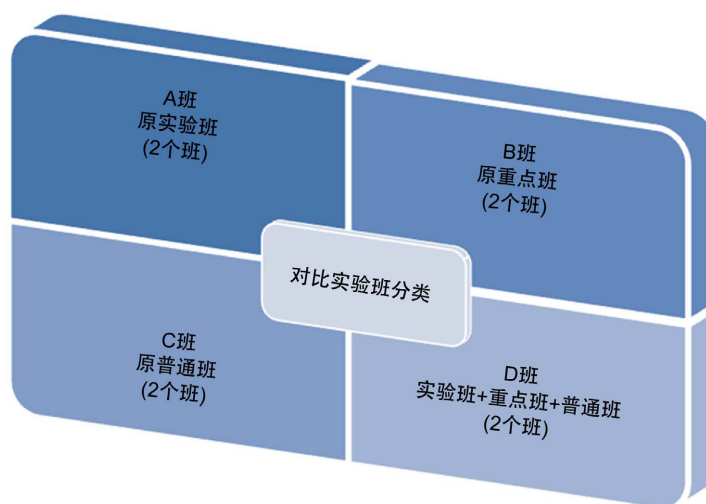 A班
原实验班
(2个班)
B班
原重点班
(2个班)
对比实验班分类
C班
原普通班
(2个班)
D班
实验班+重点班+普通班
(2个班)